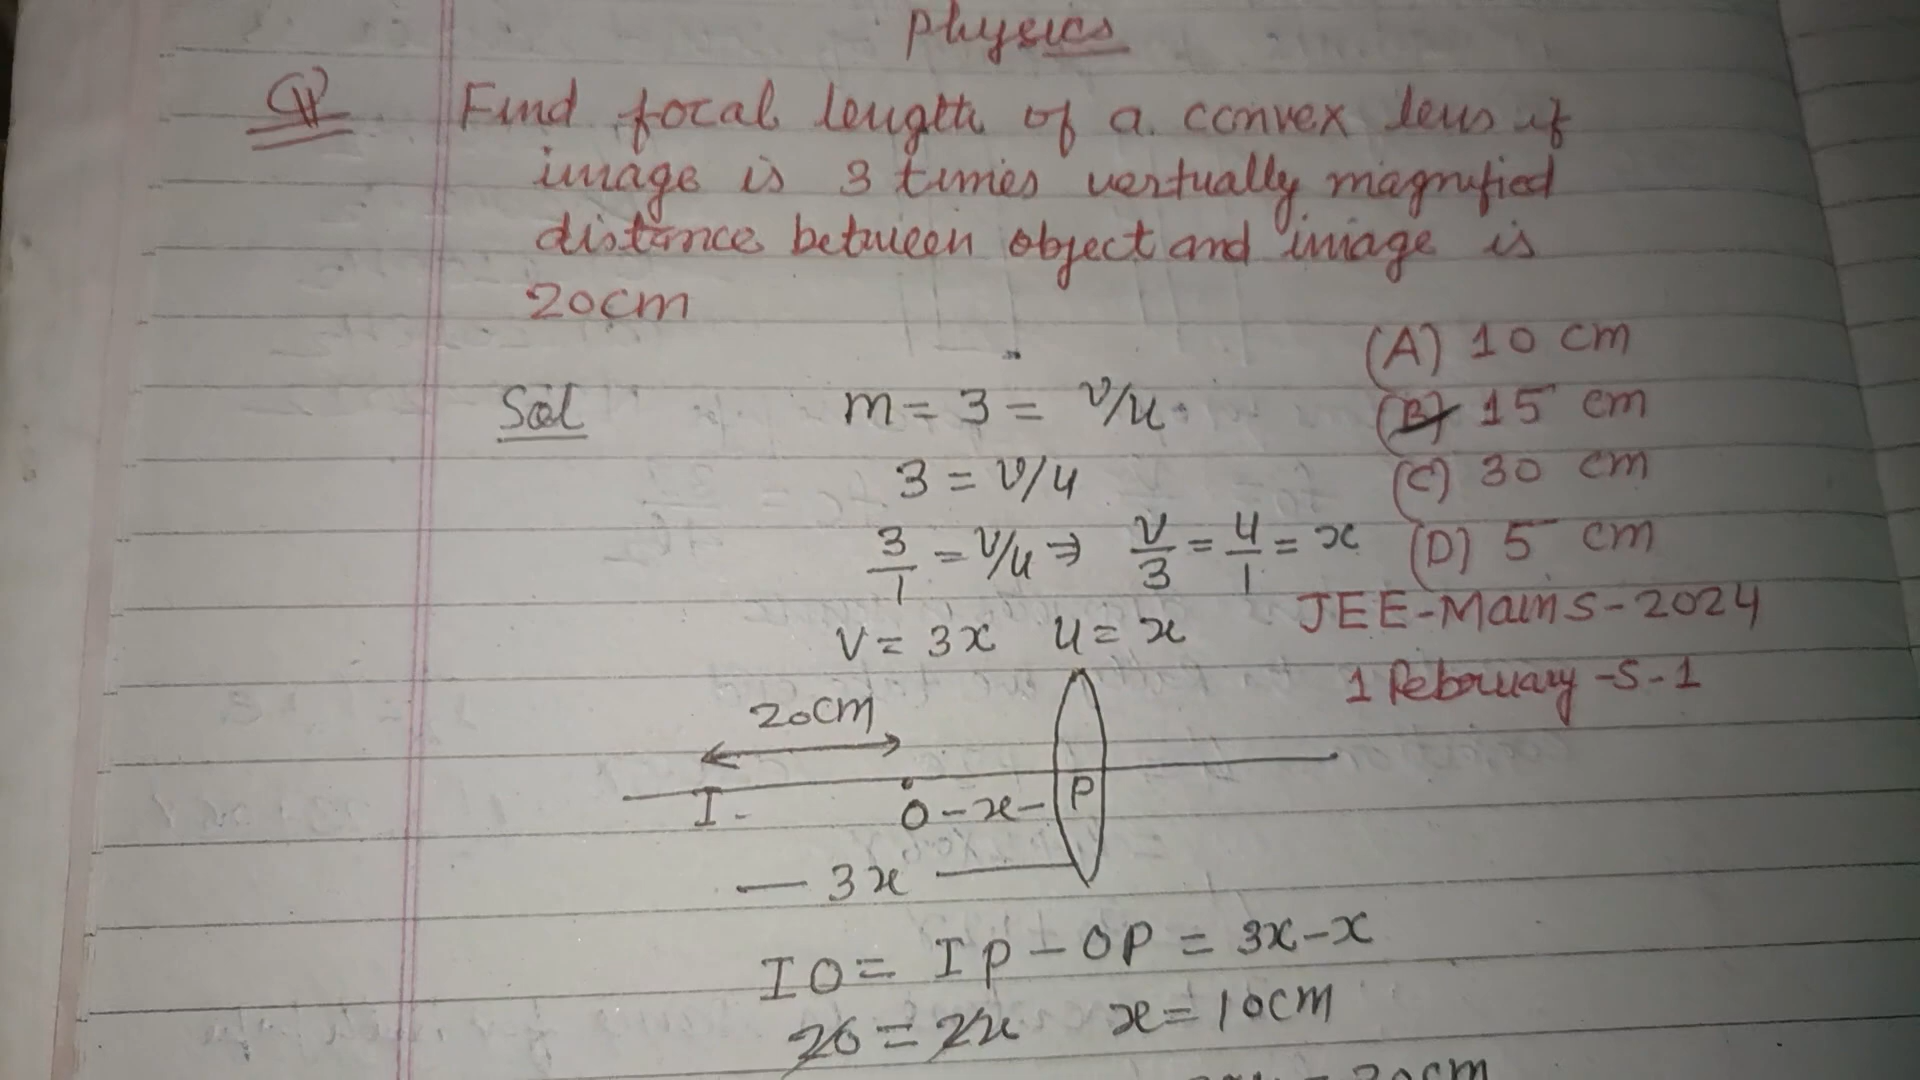 Physics
Q Find focal length of a convex lens if
image is 3 times vertually magnified
distance between object and image is
20cm
(A) 10 cm
Sol m = 3 = v/u
(B) 15 cm
3 = v/u
(C) 30 cm
3/1 = v/u ⇒ v/3 = u/1 = x
(D) 5 cm
JEE-Mains-2024
v = 3x u = x
1 February -S-1
20cm
I
O - x - P
3x
IO = IP - OP = 3x - x
20 = 2x x = 10cm